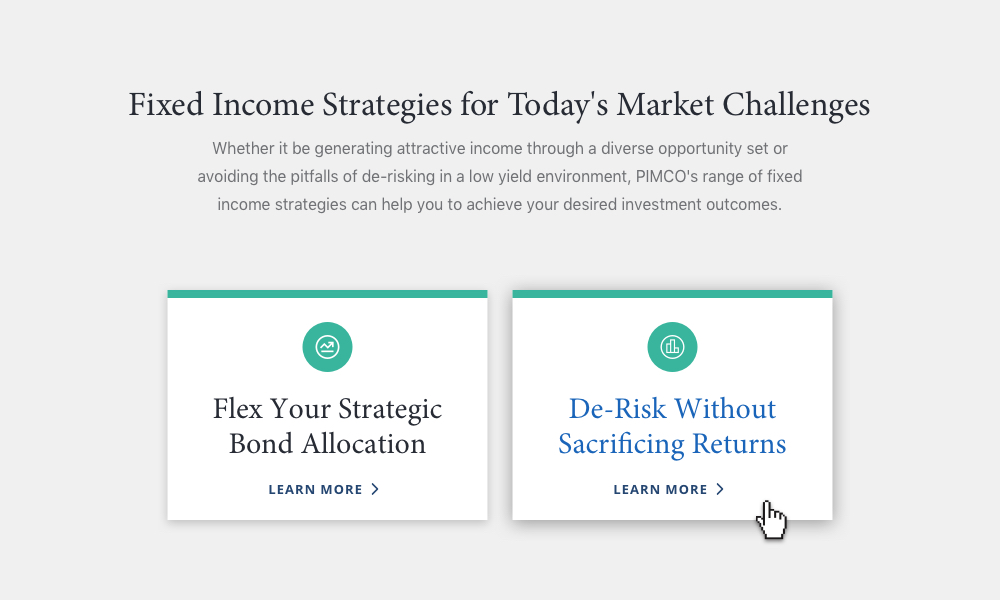 Fixed Income Strategies for Today's Market Challenges
Whether it be generating attractive income through a diverse opportunity set or
avoiding the pitfalls of de-risking in a low yield environment, PIMCO's range of fixed
income strategies can help you to achieve your desired investment outcomes.
Flex Your Strategic
Bond Allocation
LEARN MORE
De-Risk Without
Sacrificing Returns
LEARN MORE